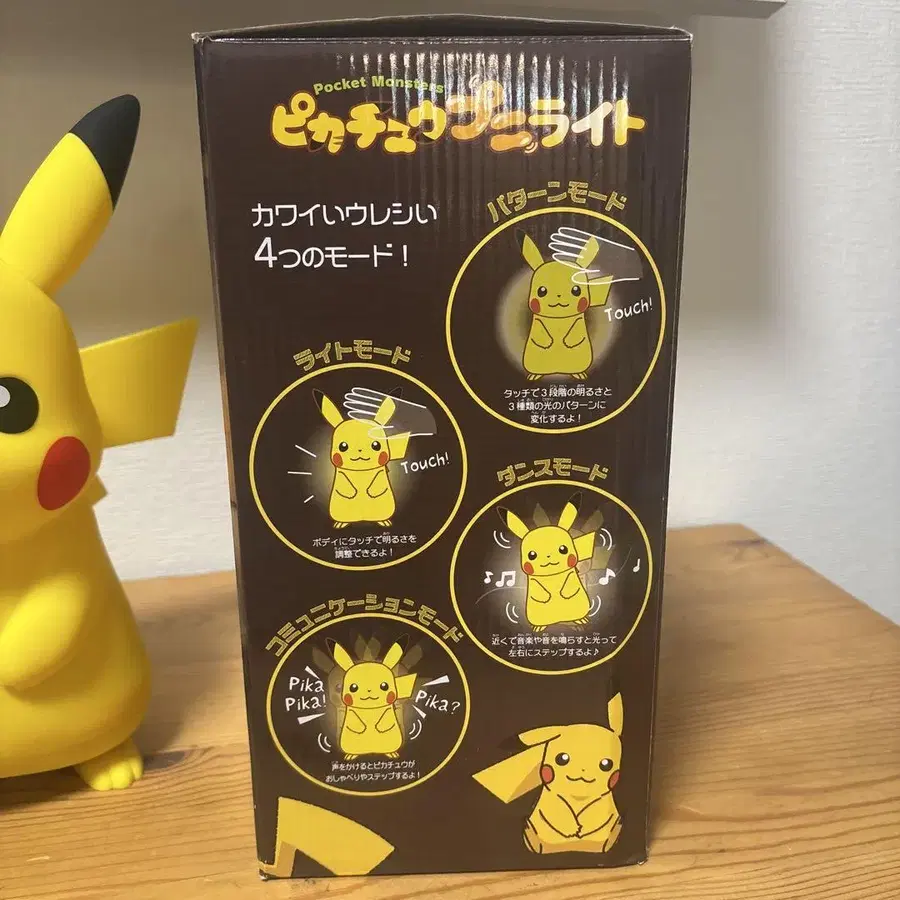 Pocket Monsters
ピカチュウプニライト
カワイいウレシい
4つのモード！
パターンモード
Touch!
タッチで3段階の明るさと
3種類の光のパターンに
変化するよ！
ライトモード
Touch!
ボディにタッチで明るさを
調整できるよ！
ダンスモード
近くで音楽や音を鳴らすと光って
左右にステップするよ♪
コミュニケーションモード
Pika
Pika!
Pika?
声をかけるとピカチュウが
おしゃべりやステップするよ！